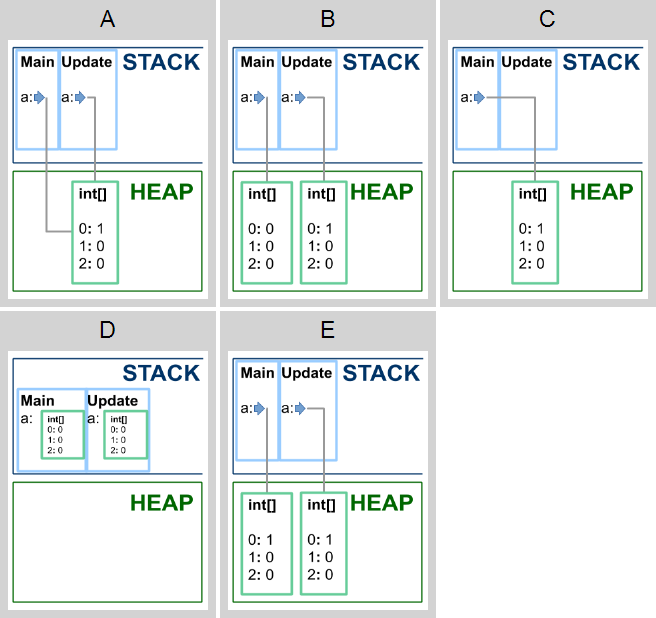 A
Main Update STACK
a: a:
HEAP
int[]
0: 1
1: 0
2: 0
B
Main Update STACK
a: a:
HEAP
int[] int[]
0: 0 0: 1
1: 0 1: 0
2: 0 2: 0
C
Main Update STACK
a:
HEAP
int[]
0: 1
1: 0
2: 0
D
STACK
Main Update
a: a:
int[] int[]
0: 0 0: 0
1: 0 1: 0
2: 0 2: 0
HEAP
E
Main Update STACK
a: a:
HEAP
int[] int[]
0: 1 0: 1
1: 0 1: 0
2: 0 2: 0